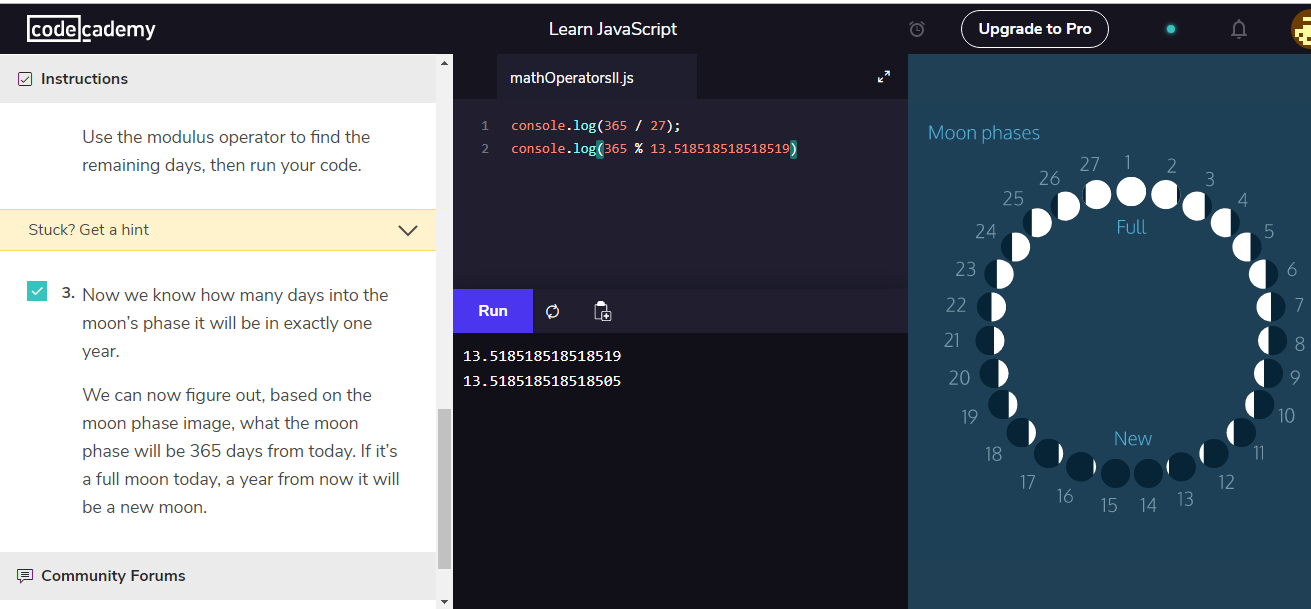 codecademy
Learn JavaScript
Upgrade to Pro
Instructions
Use the modulus operator to find the
remaining days, then run your code.
Stuck? Get a hint
3. Now we know how many days into the
moon’s phase it will be in exactly one
year.
We can now figure out, based on the
moon phase image, what the moon
phase will be 365 days from today. If it’s
a full moon today, a year from now it will
be a new moon.
Community Forums
mathOperatorsII.js
1 console.log(365 / 27);
2 console.log(365 % 13.518518518518519)
Run
13.518518518518519
13.518518518518505
Moon phases
1
2
3
4
5
6
7
8
9
10
11
12
13
14
15
16
17
18
19
20
21
22
23
24
25
26
27
Full
New